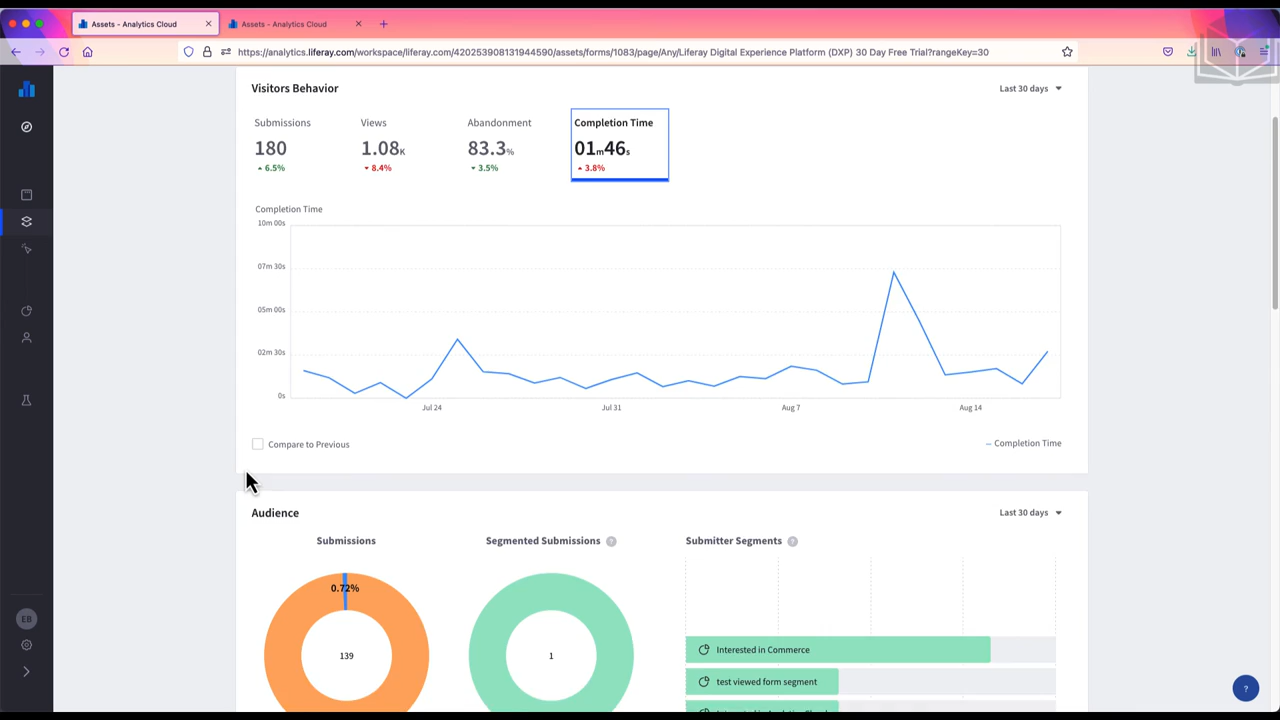 Assets - Analytics Cloud
Assets - Analytics Cloud
https://analytics.liferay.com/workspace/liferay.com/420253908131944590/assets/forms/1083/page/Any/Liferay Digital Experience Platform (DXP) 30 Day Free Trial?rangeKey=30
Visitors Behavior
Last 30 days
Submissions Views Abandonment Completion Time
180 1.08K 83.3% 01m46s
6.5% 8.4% 3.5% 3.8%
Completion Time
10m 00s
07m 30s
05m 00s
02m 30s
0s
Jul 24 Jul 31 Aug 7 Aug 14
Compare to Previous
Completion Time
Audience
Last 30 days
Submissions Segmented Submissions ? Submitter Segments ?
0.72%
139 1
Interested in Commerce
test viewed form segment
EB
?